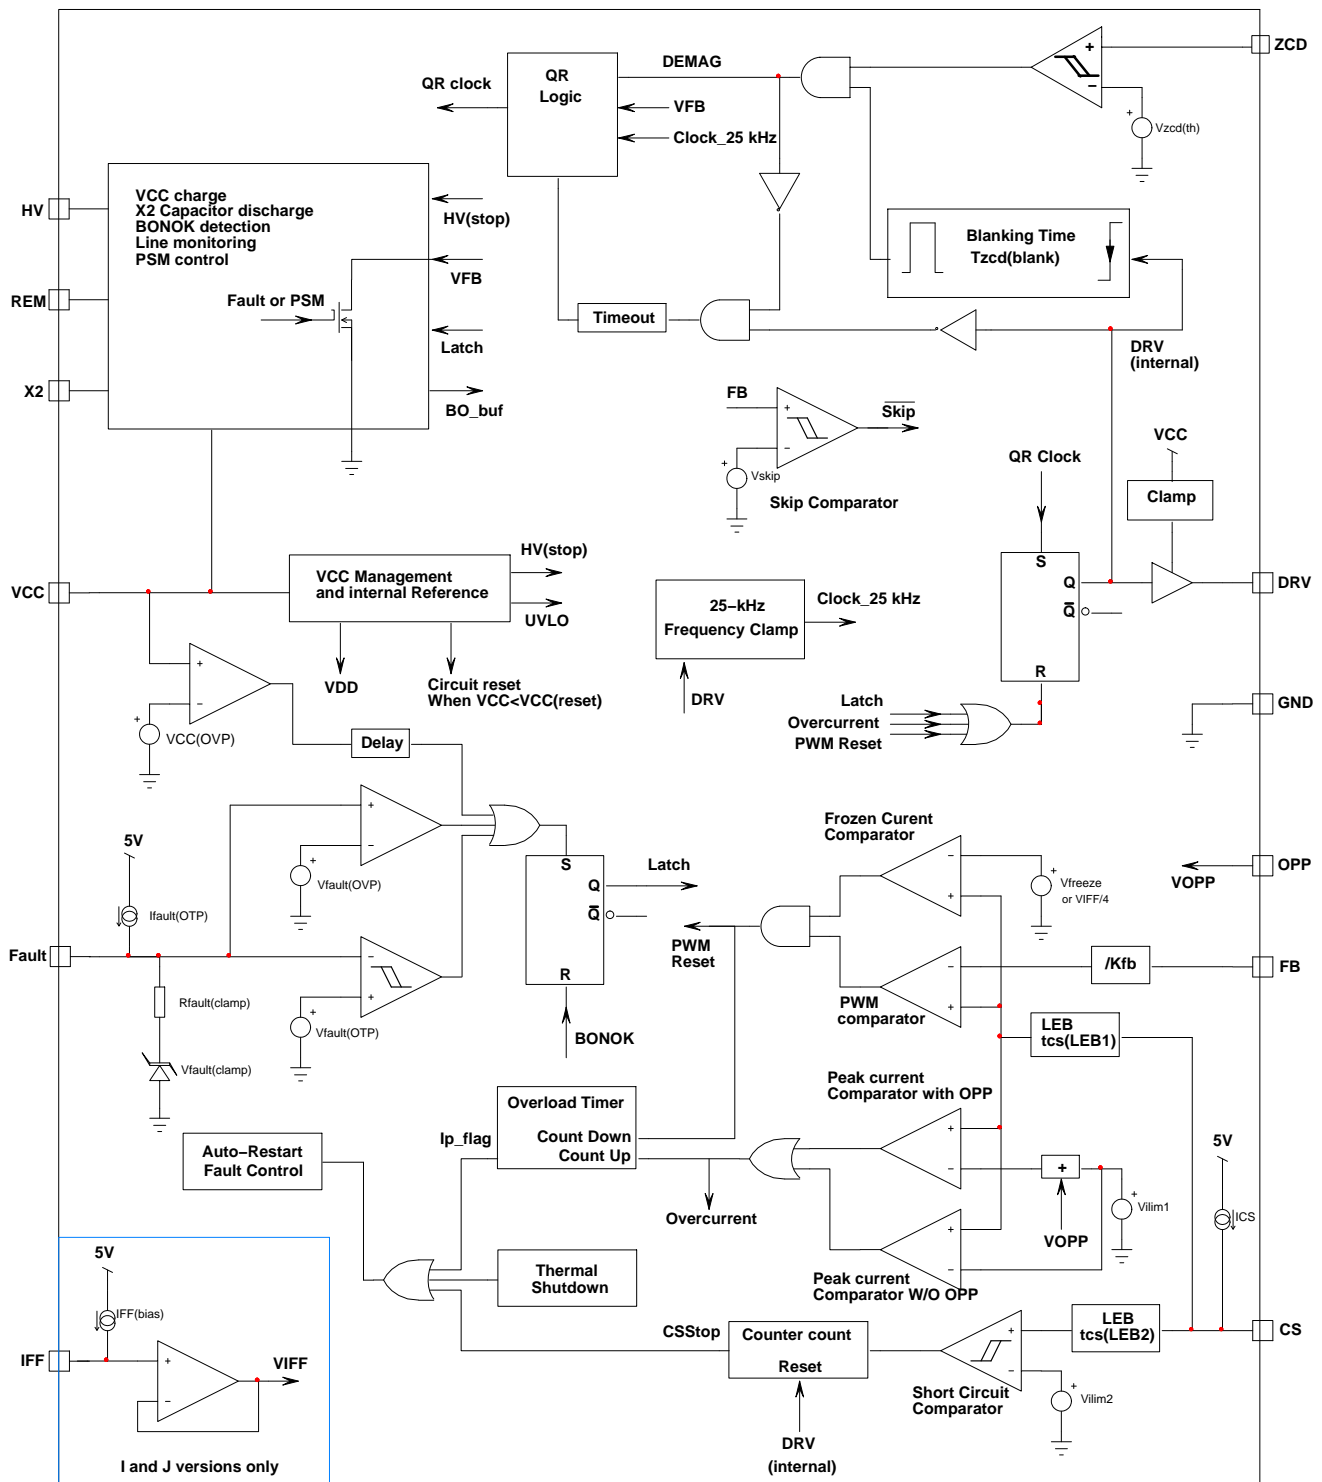 ZCD
DEMAG
QR
Logic
QR clock
VFB
Clock_25 kHz
+
−
+
Vzcd(th)
VCC charge
X2 Capacitor discharge
BONOK detection
Line monitoring
PSM control
HV
HV(stop)
Blanking Time
Tzcd(blank)
VFB
REM
Fault or PSM
Timeout
Latch
DRV
(internal)
X2
BO_buf
FB
+
−
Skip
+
Vskip
Skip Comparator
VCC
QR Clock
Clamp
HV(stop)
VCC
VCC Management
and internal Reference
UVLO
S
Q
Q
R
DRV
25−kHz
Frequency Clamp
Clock_25 kHz
DRV
VDD
Circuit reset
When VCC<VCC(reset)
+
−
+
VCC(OVP)
Latch
Overcurrent
PWM Reset
GND
Delay
5V
+
−
+
Vfault(OVP)
Frozen Curent
Comparator
−
+
+
Vfreeze
or VIFF/4
VOPP
OPP
Ifault(OTP)
S
Q
Q
R
Latch
PWM
Reset
Fault
−
+
+
Vfault(OTP)
Rfault(clamp)
Vfault(clamp)
BONOK
−
+
PWM
comparator
/Kfb
FB
LEB
tcs(LEB1)
Peak current
Comparator with OPP
Overload Timer
Count Down
Count Up
Ip_flag
Auto−Restart
Fault Control
+
−
+
+
Vilim1
5V
ICS
Overcurrent
VOPP
+
−
Peak current
Comparator W/O OPP
Thermal
Shutdown
5V
IFF(bias)
IFF
+
−
VIFF
I and J versions only
CSStop
Counter count
Reset
DRV
(internal)
+
−
Short Circuit
Comparator
+
Vilim2
LEB
tcs(LEB2)
CS